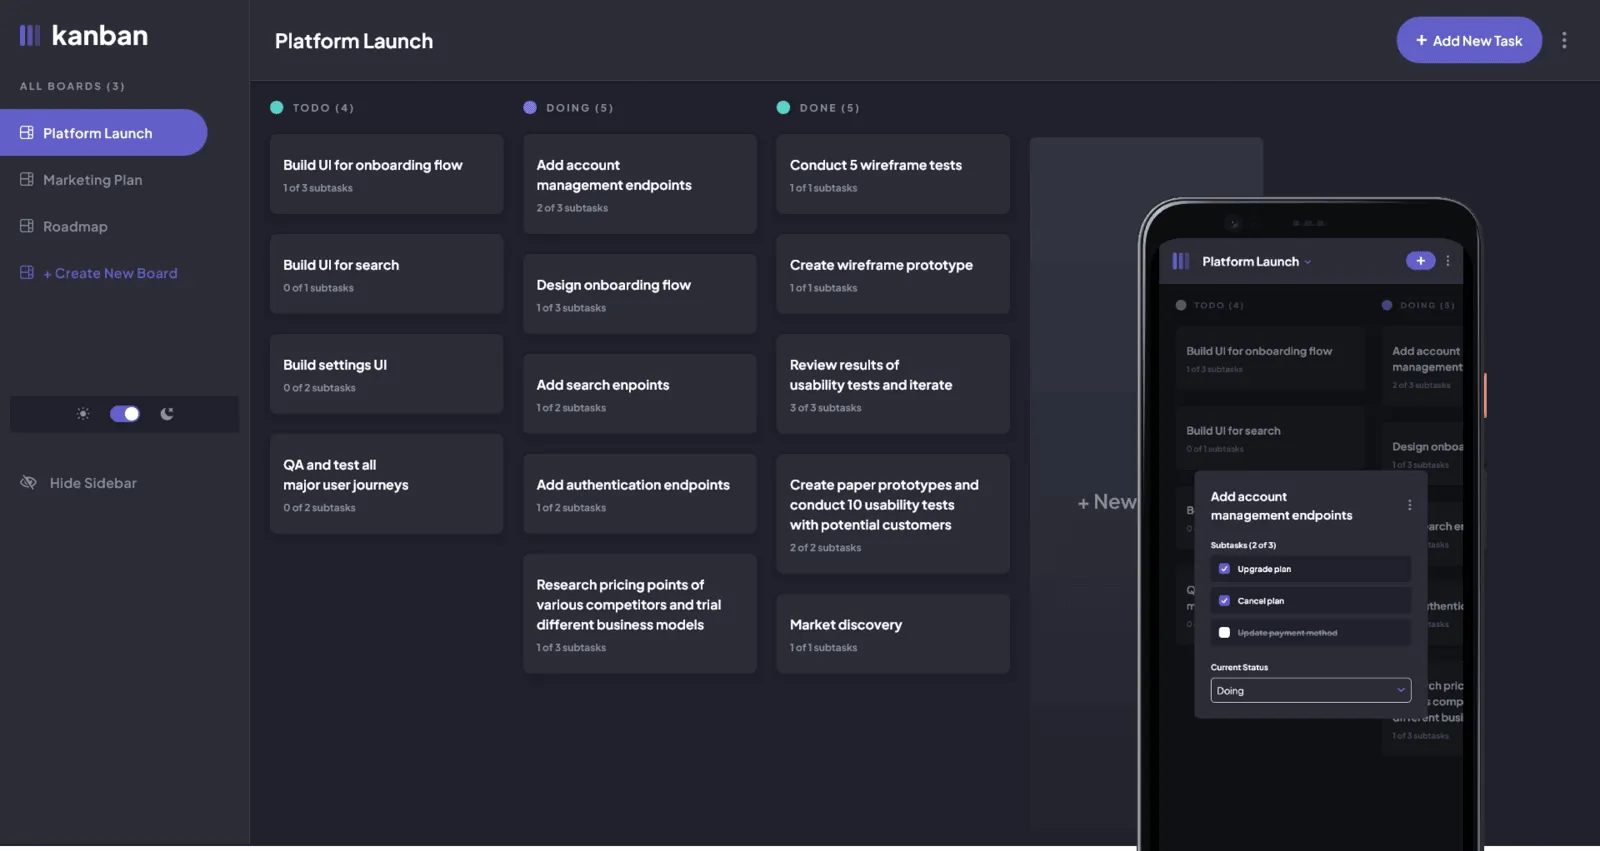 kanban
ALL BOARDS (3)
Platform Launch
Marketing Plan
Roadmap
+ Create New Board
Hide Sidebar
Platform Launch
+ Add New Task
TODO (4)
Build UI for onboarding flow
1 of 3 subtasks
Build UI for search
0 of 1 subtasks
Build settings UI
0 of 2 subtasks
QA and test all
major user journeys
0 of 2 subtasks
DOING (5)
Add account
management endpoints
2 of 3 subtasks
Design onboarding flow
1 of 3 subtasks
Add search enpoints
1 of 2 subtasks
Add authentication endpoints
1 of 2 subtasks
Research pricing points of
various competitors and trial
different business models
1 of 3 subtasks
DONE (5)
Conduct 5 wireframe tests
1 of 1 subtasks
Create wireframe prototype
1 of 1 subtasks
Review results of
usability tests and iterate
3 of 3 subtasks
Create paper prototypes and
conduct 10 usability tests
with potential customers
2 of 2 subtasks
Market discovery
1 of 1 subtasks
+ New
Platform Launch
+
TODO (4)
Build UI for onboarding flow
1 of 3 subtasks
Build UI for search
0 of 1 subtasks
DOING (5)
Add account
management
2 of 3 subtasks
Design onboa
1 of 3 subtasks
Add account
management endpoints
Subtasks (2 of 3)
Upgrade plan
Cancel plan
Update payment method
Current Status
Doing
B
0
Q
m
0
arch er
tasks
thentic
tasks
ch pric
s comp
different busi
1 of 3 subtasks